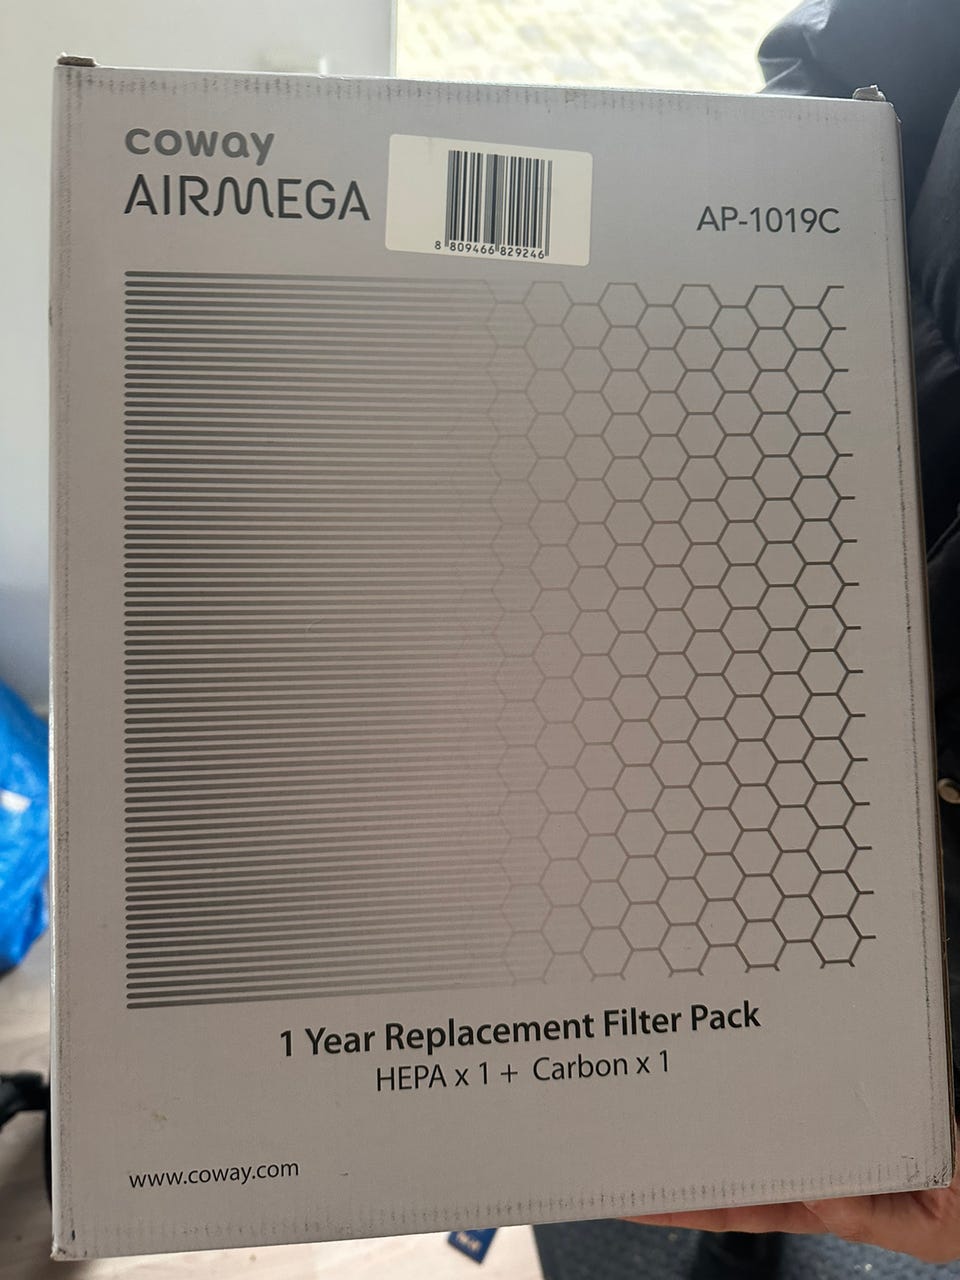 coway
AIRMEGA
8 809466 829246
AP-1019C
1 Year Replacement Filter Pack
HEPA x 1 + Carbon x 1
www.coway.com